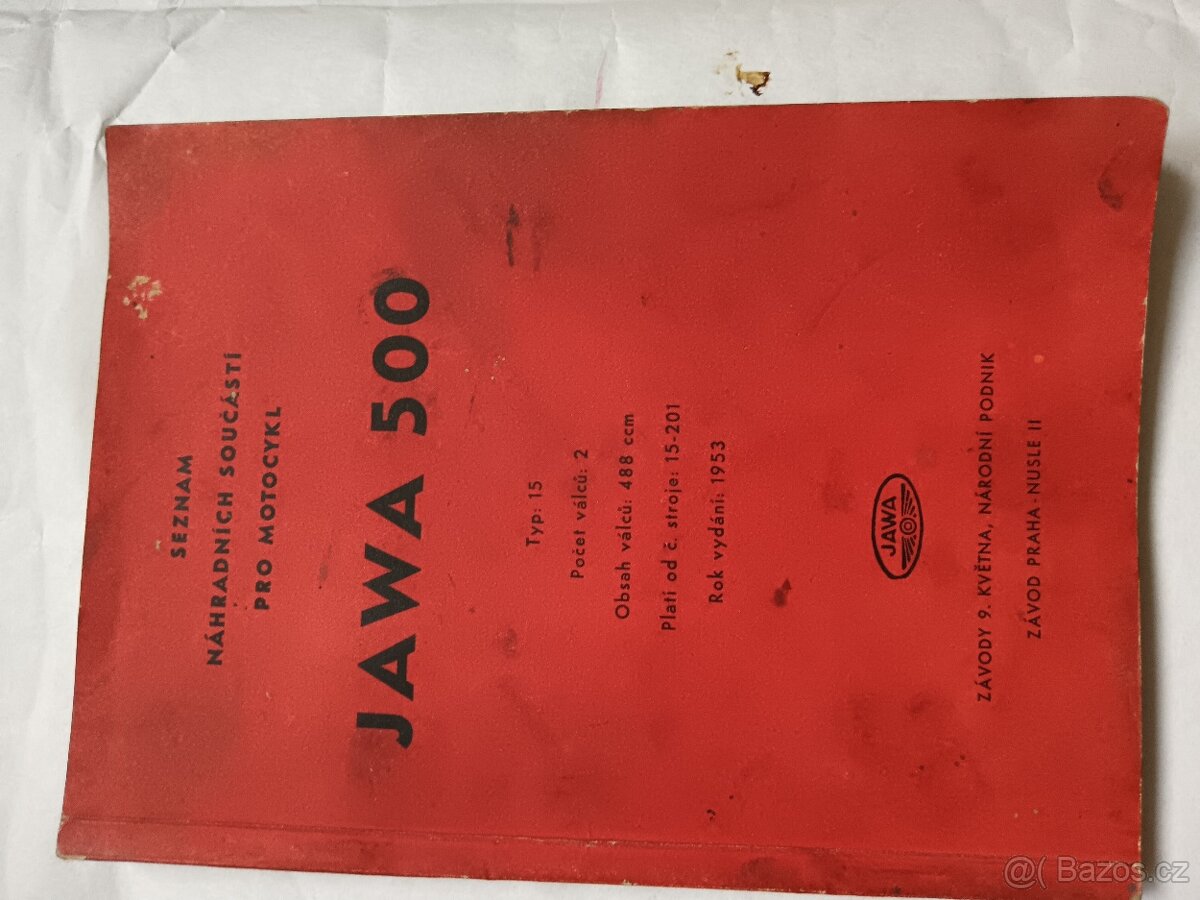 SEZNAM
NÁHRADNÍCH SOUČÁSTÍ
PRO MOTOCYKL
JAWA 500
Typ: 15
Počet válců: 2
Obsah válců: 488 ccm
Platí od č. stroje: 15-201
Rok vydání: 1953
JAWA
ZÁVODY 9. KVĚTNA, NÁRODNÍ PODNIK
ZÁVOD PRAHA - NUSLE II
@( Bazos.cz